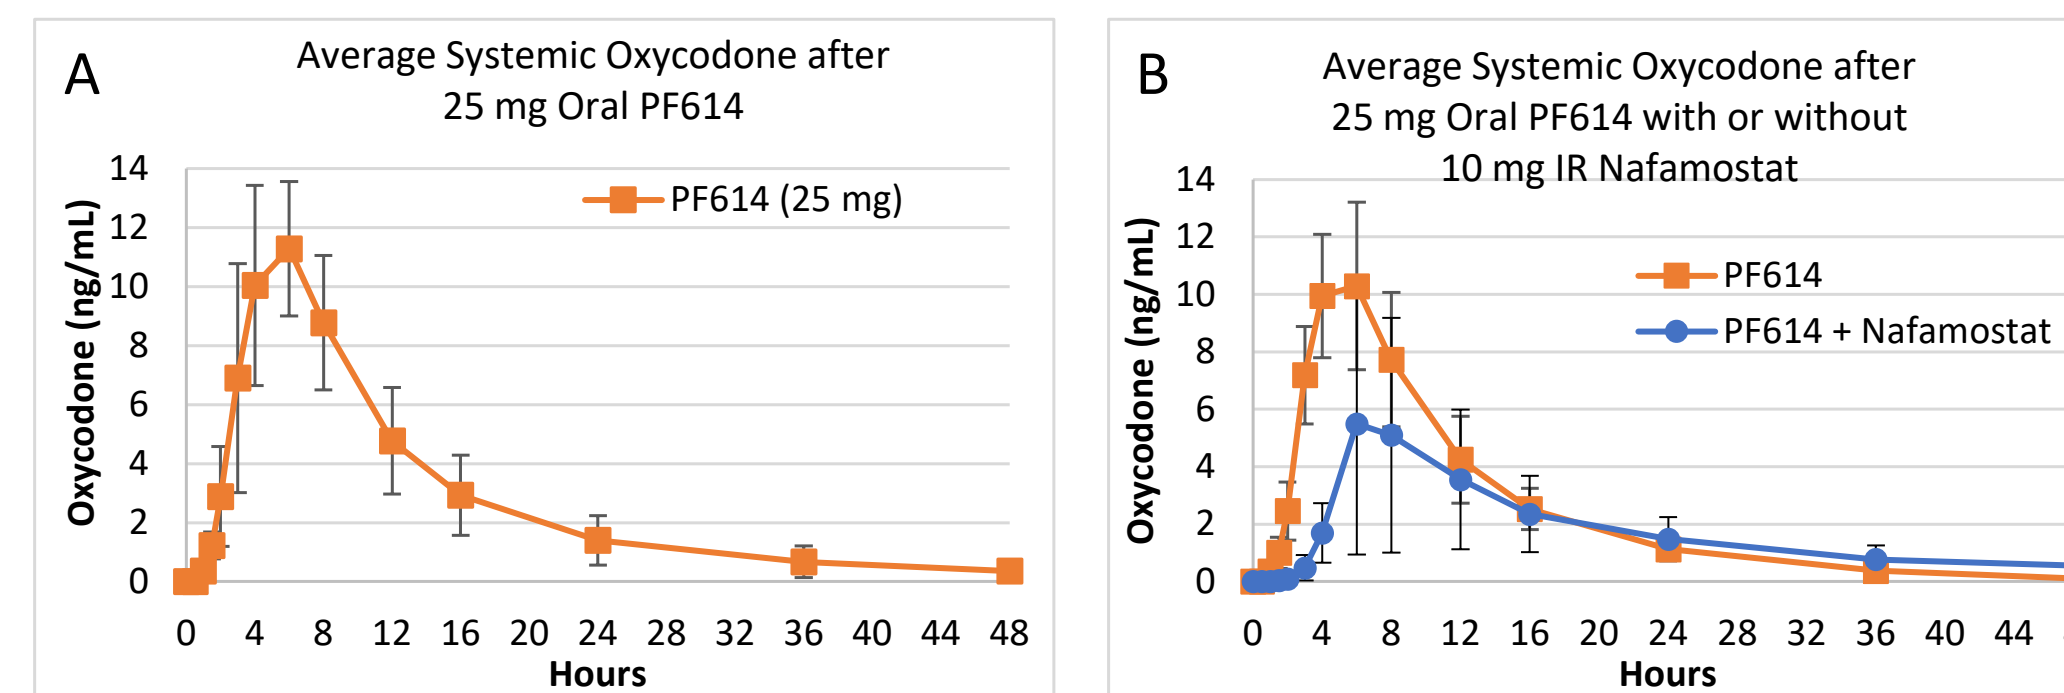 A
Average Systemic Oxycodone after
25 mg Oral PF614
Oxycodone (ng/mL)
14
12
10
8
6
4
2
0
PF614 (25 mg)
0 4 8 12 16 20 24 28 32 36 40 44 48
Hours
B
Average Systemic Oxycodone after
25 mg Oral PF614 with or without
10 mg IR Nafamostat
Oxycodone (ng/mL)
14
12
10
8
6
4
2
0
PF614
PF614 + Nafamostat
0 4 8 12 16 20 24 28 32 36 40 44
Hours